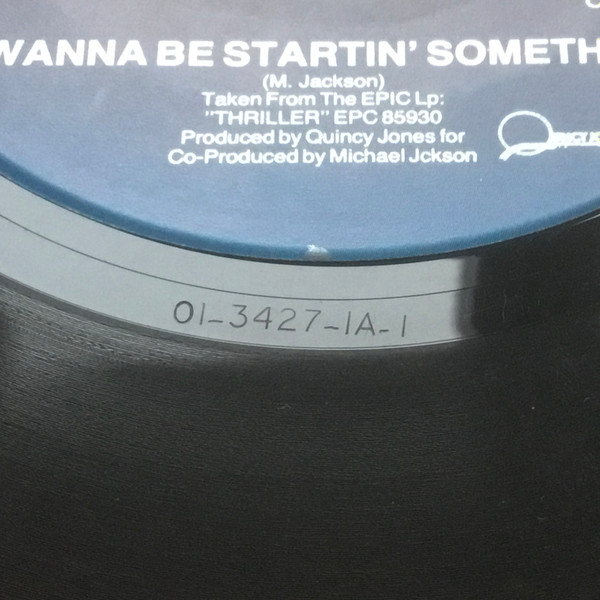 WANNA BE STARTIN' SOMETH
(M. Jackson)
Taken From The EPIC Lp:
"THRILLER" EPC 85930
Produced by Quincy Jones for
Co-Produced by Michael Jckson
01-3427-1A-1